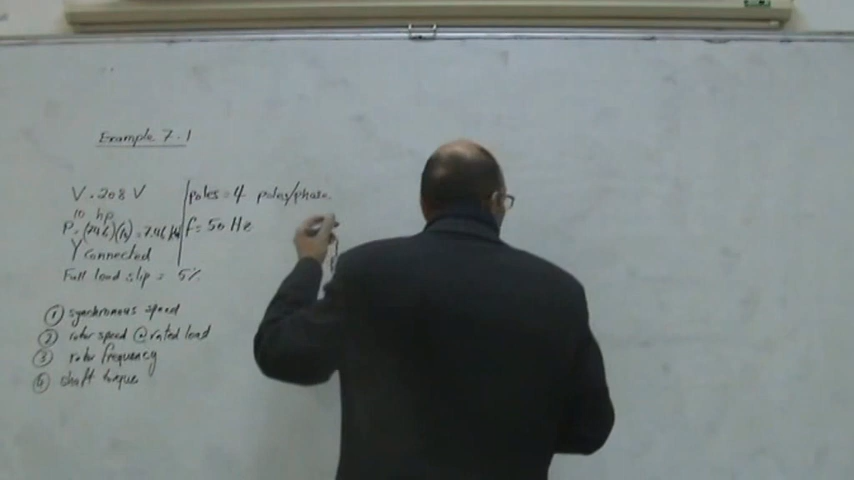 Example 7.1
V = 208 V
10 hp
P = (746)(10) = 7.46 kW
Y connected
Full load slip = 5%
poles = 4 poles/phase
f = 50 Hz
① synchronous speed
② rotor speed @ rated load
③ rotor frequency
⑤ shaft torque